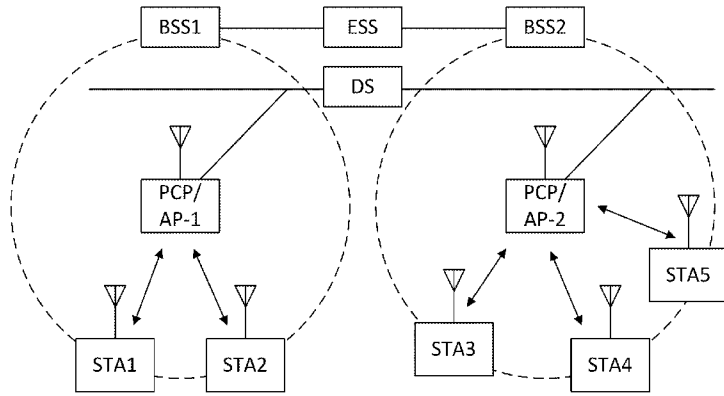 BSS1
ESS
BSS2
DS
PCP/
AP-1
PCP/
AP-2
STA5
STA1
STA2
STA3
STA4